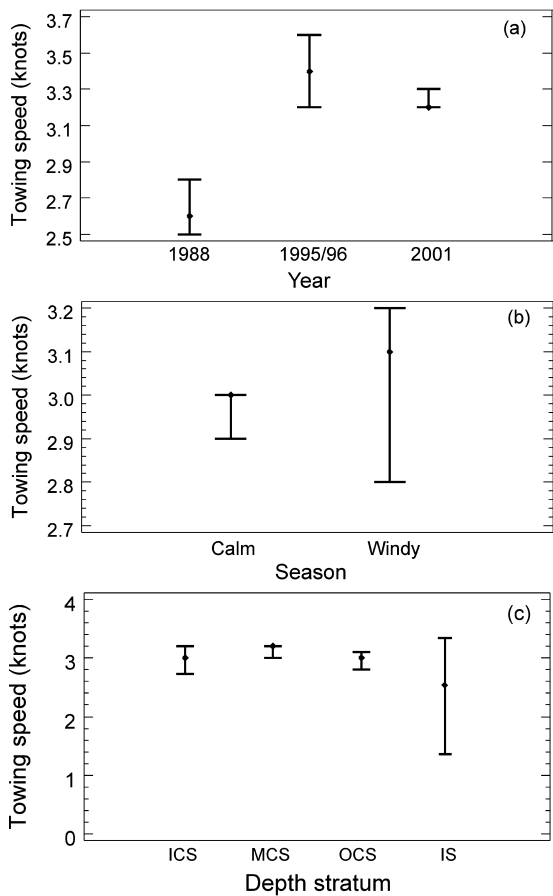 3.7
(a)
3.5
3.3
3.1
2.9
2.7
2.5
Towing speed (knots)
1988 1995/96 2001
Year
3.2
(b)
3.1
3.0
2.9
2.8
2.7
Towing speed (knots)
Calm Windy
Season
4
(c)
3
2
1
0
Towing speed (knots)
ICS MCS OCS IS
Depth stratum